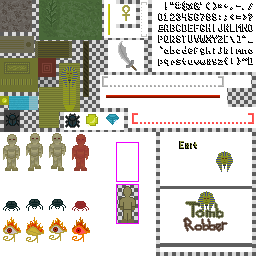 !"#$%&'()*+,-./
0123456789:;<=>?
@ABCDEFGHIJKLMNO
PQRSTUVWXYZ[\]^_
`abcdefghijklmno
pqrstuvwxyz{|}~
Exit
Tomb
Robber